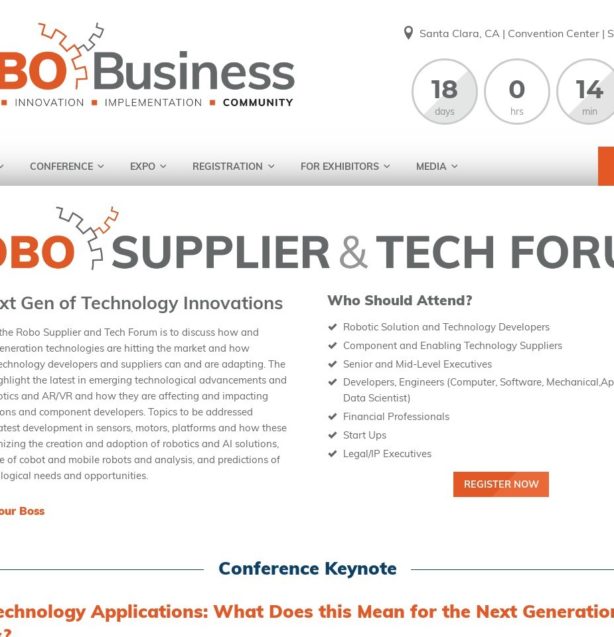 BO Business
INNOVATION ■ IMPLEMENTATION ■ COMMUNITY
Santa Clara, CA | Convention Center | S
18 0 14
days hrs min
CONFERENCE EXPO REGISTRATION FOR EXHIBITORS MEDIA
OBO SUPPLIER & TECH FORU
xt Gen of Technology Innovations
the Robo Supplier and Tech Forum is to discuss how and
eneration technologies are hitting the market and how
chnology developers and suppliers can and are adapting. The
ghlight the latest in emerging technological advancements and
otics and AR/VR and how they are affecting and impacting
ons and component developers. Topics to be addressed
atest development in sensors, motors, platforms and how these
nizing the creation and adoption of robotics and AI solutions,
e of cobot and mobile robots and analysis, and predictions of
logical needs and opportunities.
our Boss
Who Should Attend?
✔ Robotic Solution and Technology Developers
✔ Component and Enabling Technology Suppliers
✔ Senior and Mid-Level Executives
✔ Developers, Engineers (Computer, Software, Mechanical,Ap
Data Scientist)
✔ Financial Professionals
✔ Start Ups
✔ Legal/IP Executives
REGISTER NOW
Conference Keynote
echnology Applications: What Does this Mean for the Next Generation
?